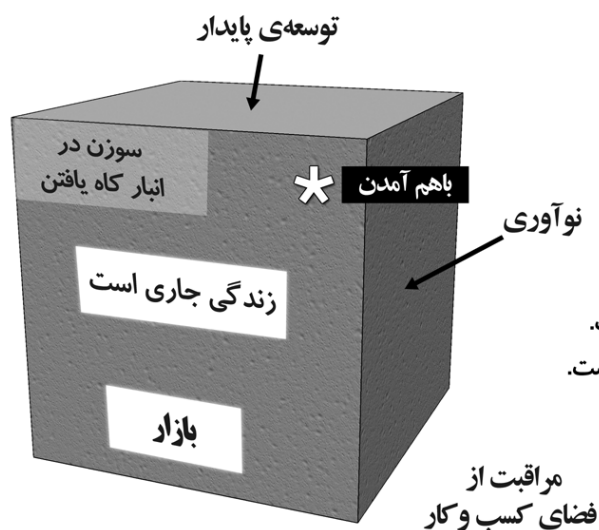 توسعه‌ی پایدار
سوزن در
انبار کاه یافتن
* باهم آمدن
نوآوری
زندگی جاری است
ست.
بازار
مراقبت از
فضای کسب و کار